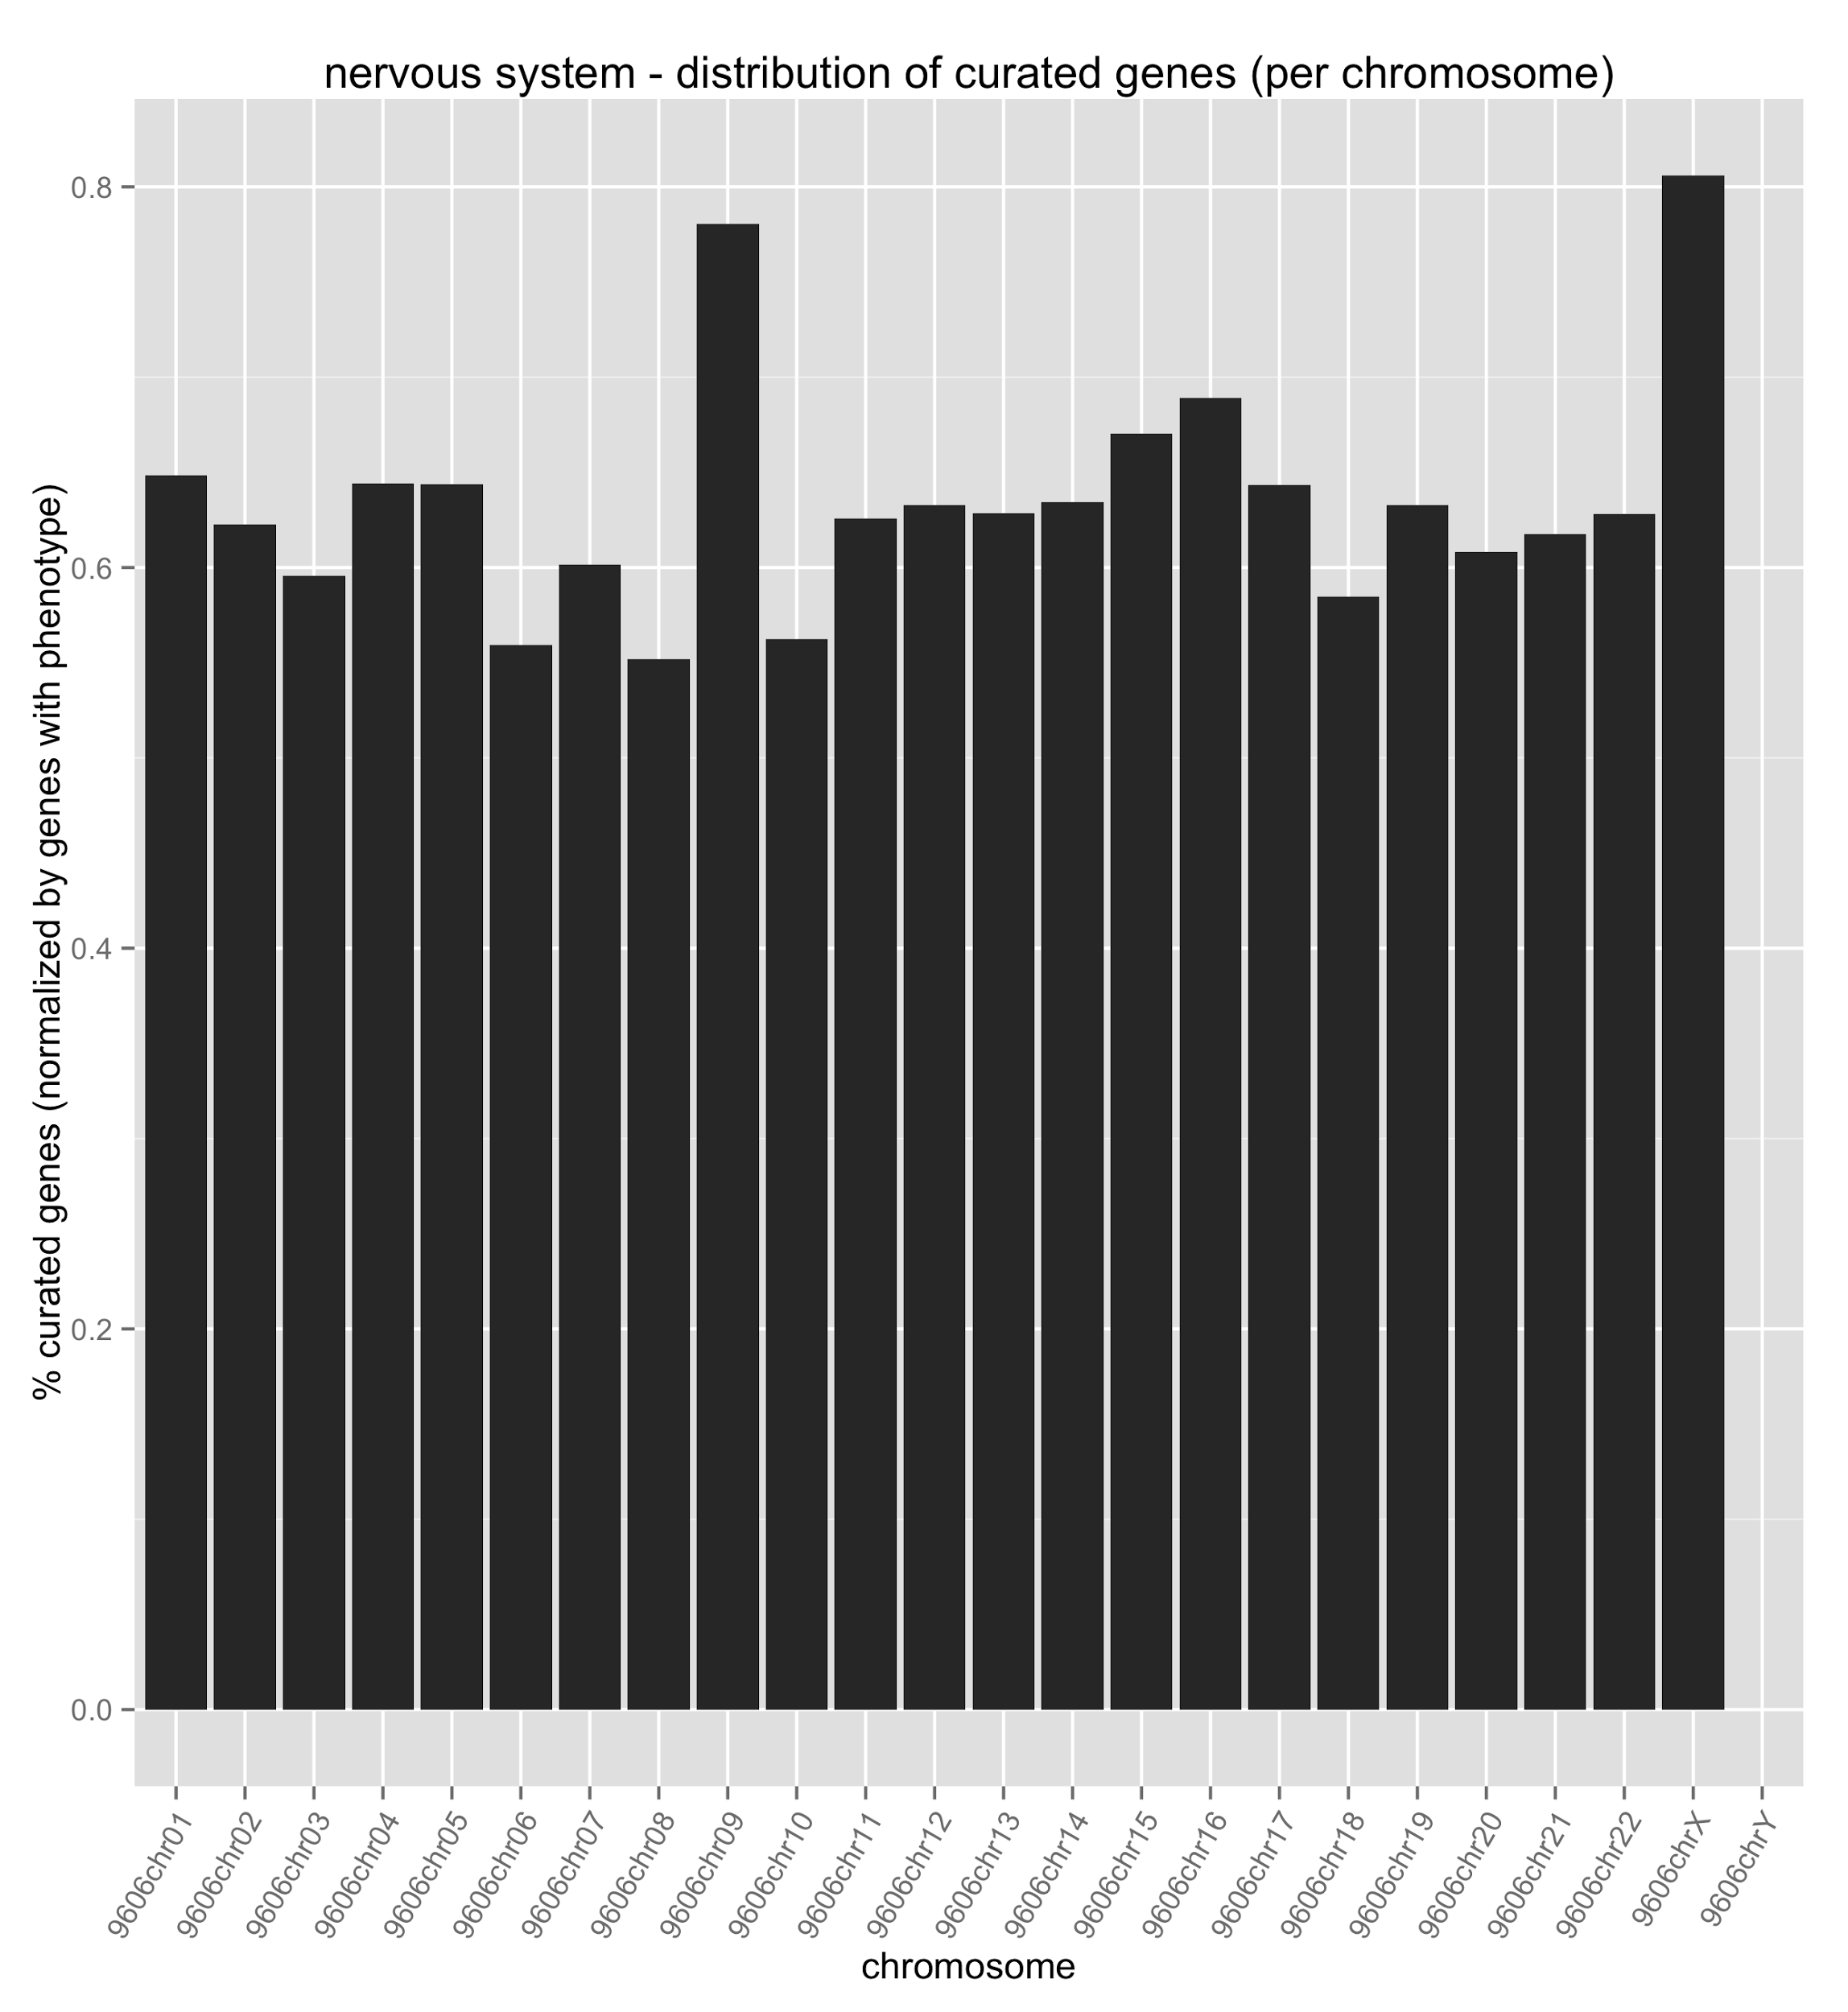 nervous system - distribution of curated genes (per chromosome)
% curated genes (normalized by genes with phenotype)
0.8
0.6
0.4
0.2
0.0
9606chr01
9606chr02
9606chr03
9606chr04
9606chr05
9606chr06
9606chr07
9606chr08
9606chr09
9606chr10
9606chr11
9606chr12
9606chr13
9606chr14
9606chr15
9606chr16
9606chr17
9606chr18
9606chr19
9606chr20
9606chr21
9606chr22
9606chrX
9606chrY
chromosome